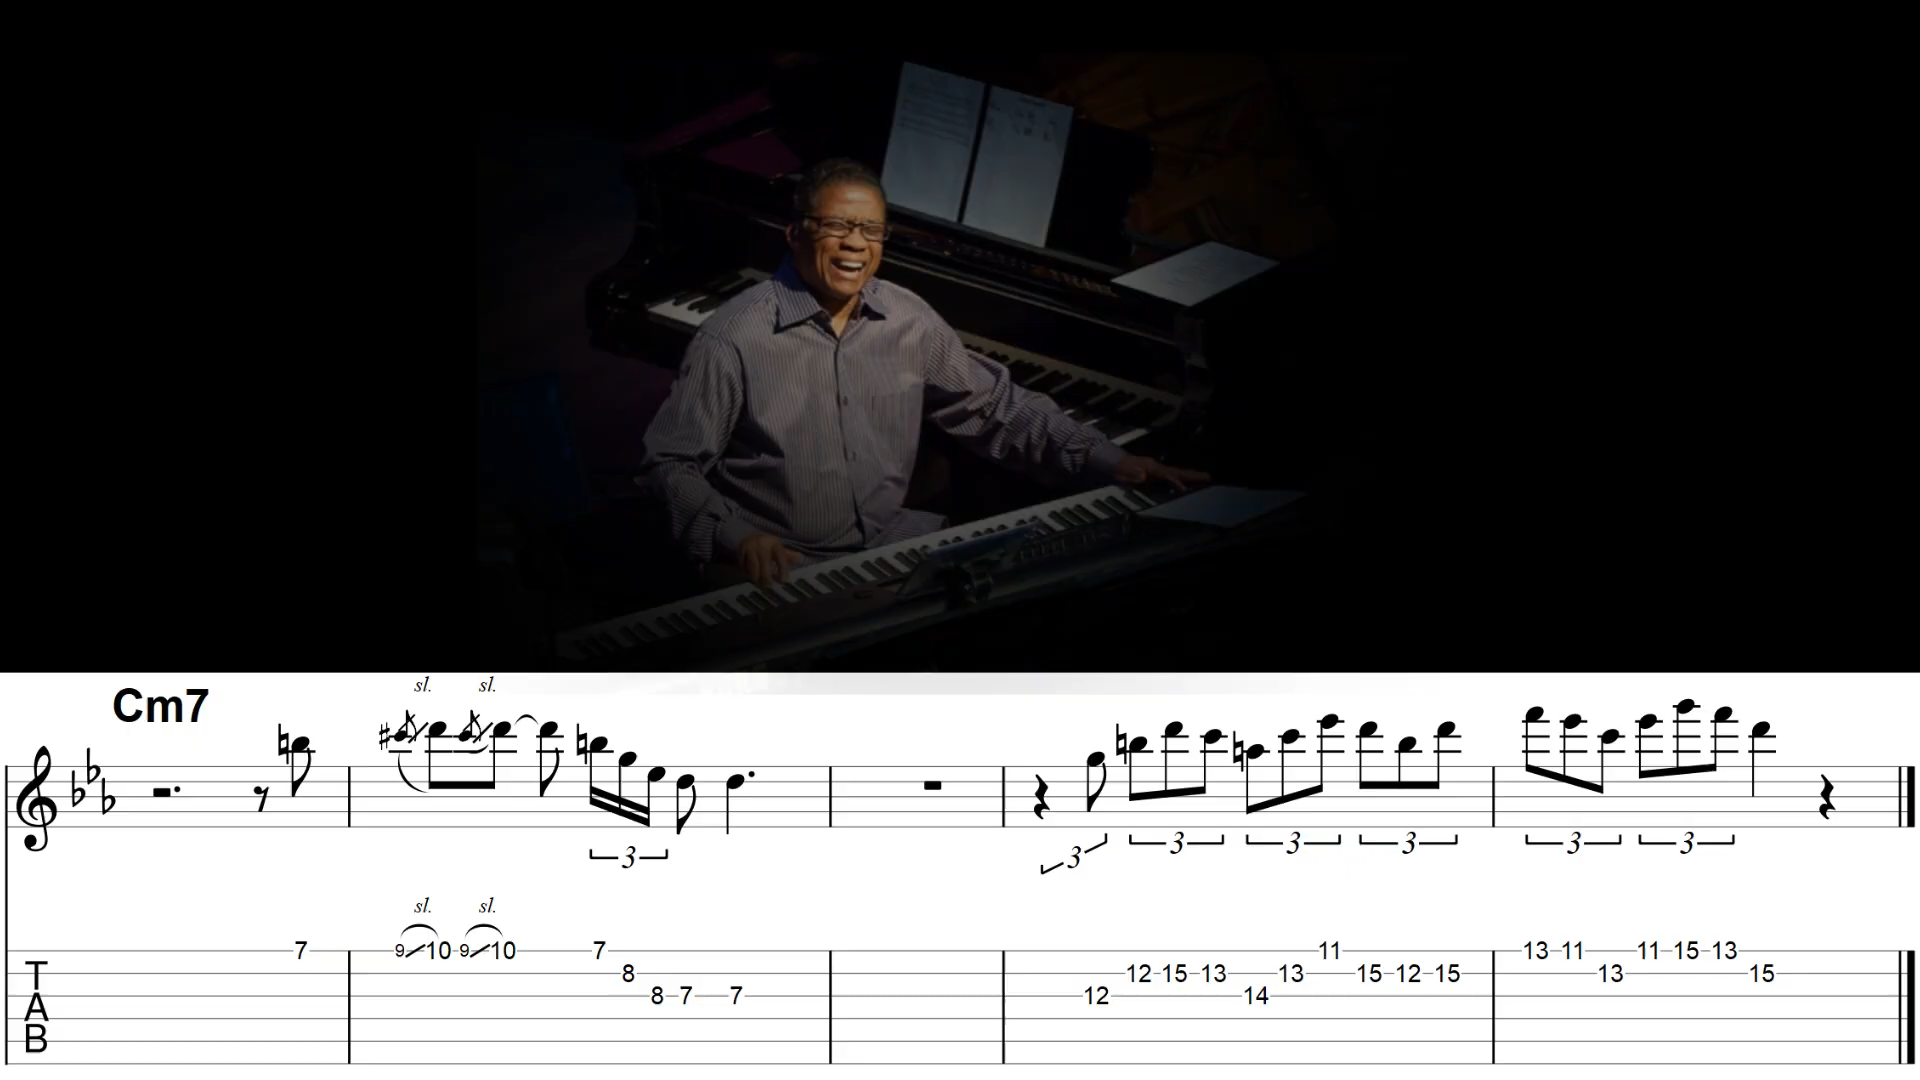 Cm7
sl. sl.
3 3 3 3 3 3
sl. sl.
7 9 10 9 10 7 11 13 11 11 15 13
T 8 12 15 13 13 15 12 15 13 15
A 8 7 7 12 14
B